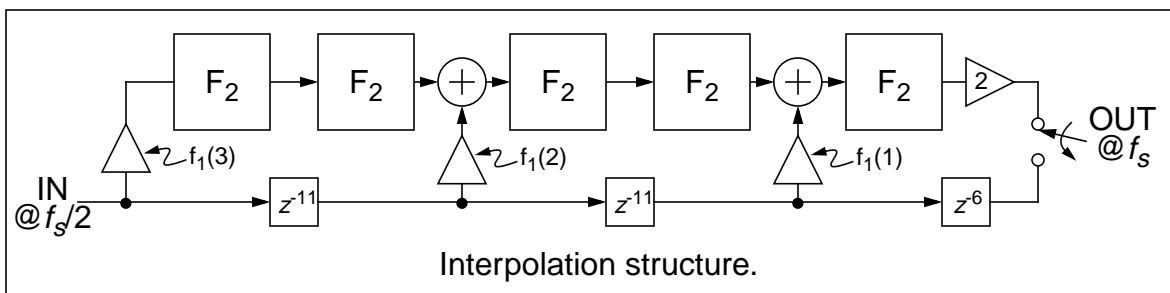 F₂ F₂ + F₂ F₂ + F₂ 2
f₁(3) f₁(2) f₁(1)
OUT
@fₛ
IN
@fₛ/2
z⁻¹¹ z⁻¹¹ z⁻⁶
Interpolation structure.